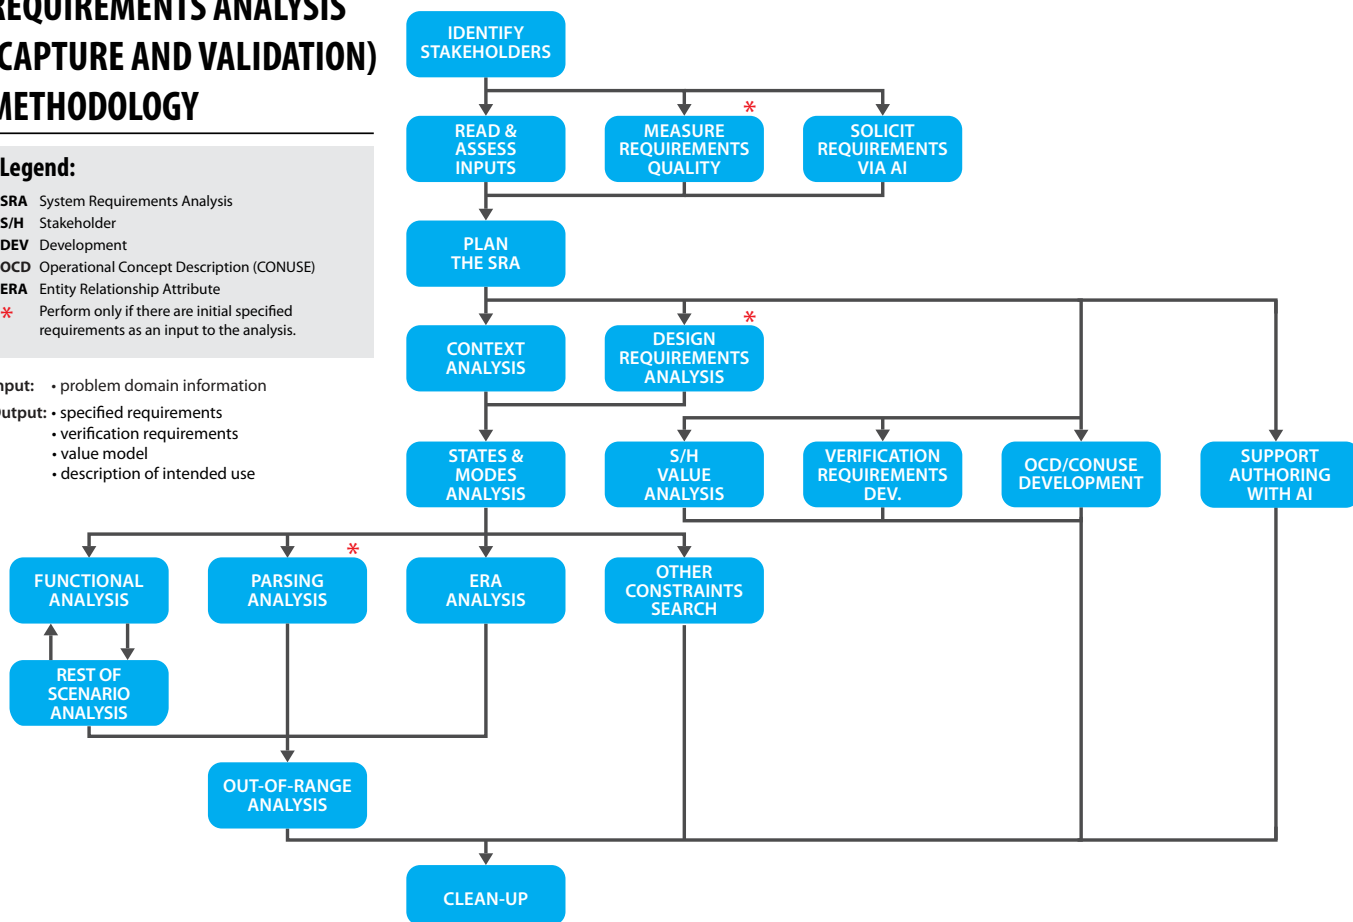 REQUIREMENTS ANALYSIS
(CAPTURE AND VALIDATION)
METHODOLOGY
Legend:
SRA System Requirements Analysis
S/H Stakeholder
DEV Development
OCD Operational Concept Description (CONUSE)
ERA Entity Relationship Attribute
* Perform only if there are initial specified
requirements as an input to the analysis.
Input: • problem domain information
Output: • specified requirements
• verification requirements
• value model
• description of intended use
IDENTIFY
STAKEHOLDERS
READ &
ASSESS
INPUTS
*
MEASURE
REQUIREMENTS
QUALITY
SOLICIT
REQUIREMENTS
VIA AI
PLAN
THE SRA
CONTEXT
ANALYSIS
*
DESIGN
REQUIREMENTS
ANALYSIS
STATES &
MODES
ANALYSIS
S/H
VALUE
ANALYSIS
VERIFICATION
REQUIREMENTS
DEV.
OCD/CONUSE
DEVELOPMENT
SUPPORT
AUTHORING
WITH AI
FUNCTIONAL
ANALYSIS
*
PARSING
ANALYSIS
ERA
ANALYSIS
OTHER
CONSTRAINTS
SEARCH
REST OF
SCENARIO
ANALYSIS
OUT-OF-RANGE
ANALYSIS
CLEAN-UP